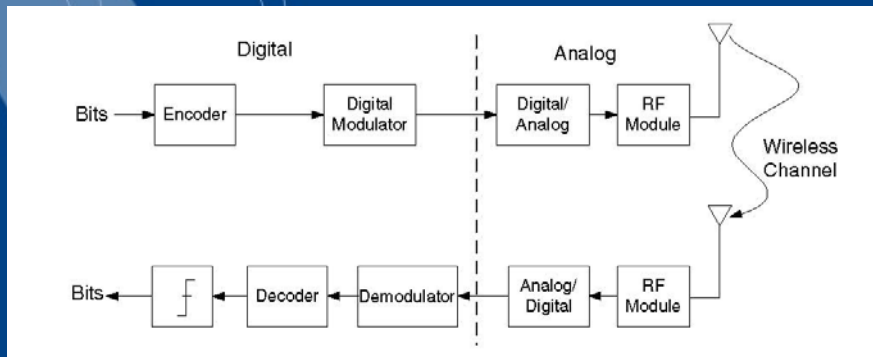 Digital
Analog
Bits
Encoder
Digital
Modulator
Digital/
Analog
RF
Module
Wireless
Channel
Bits
Decoder
Demodulator
Analog/
Digital
RF
Module